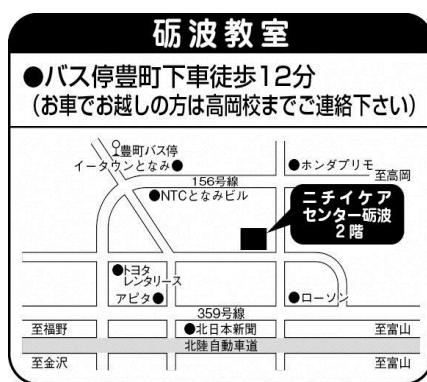 砺波教室
●バス停豊町下車徒歩12分
(お車でお越しの方は高岡校までご連絡下さい)
豊町バス停
イータウンとなみ●
●ホンダプリモ
至高岡
156号線
●NTCとなみビル
ニチイケア
センター砺波
2階
●トヨタ
レンタリース
アピタ●
●ローソン
359号線
至福野
●北日本新聞
至富山
北陸自動車道
至金沢
至富山